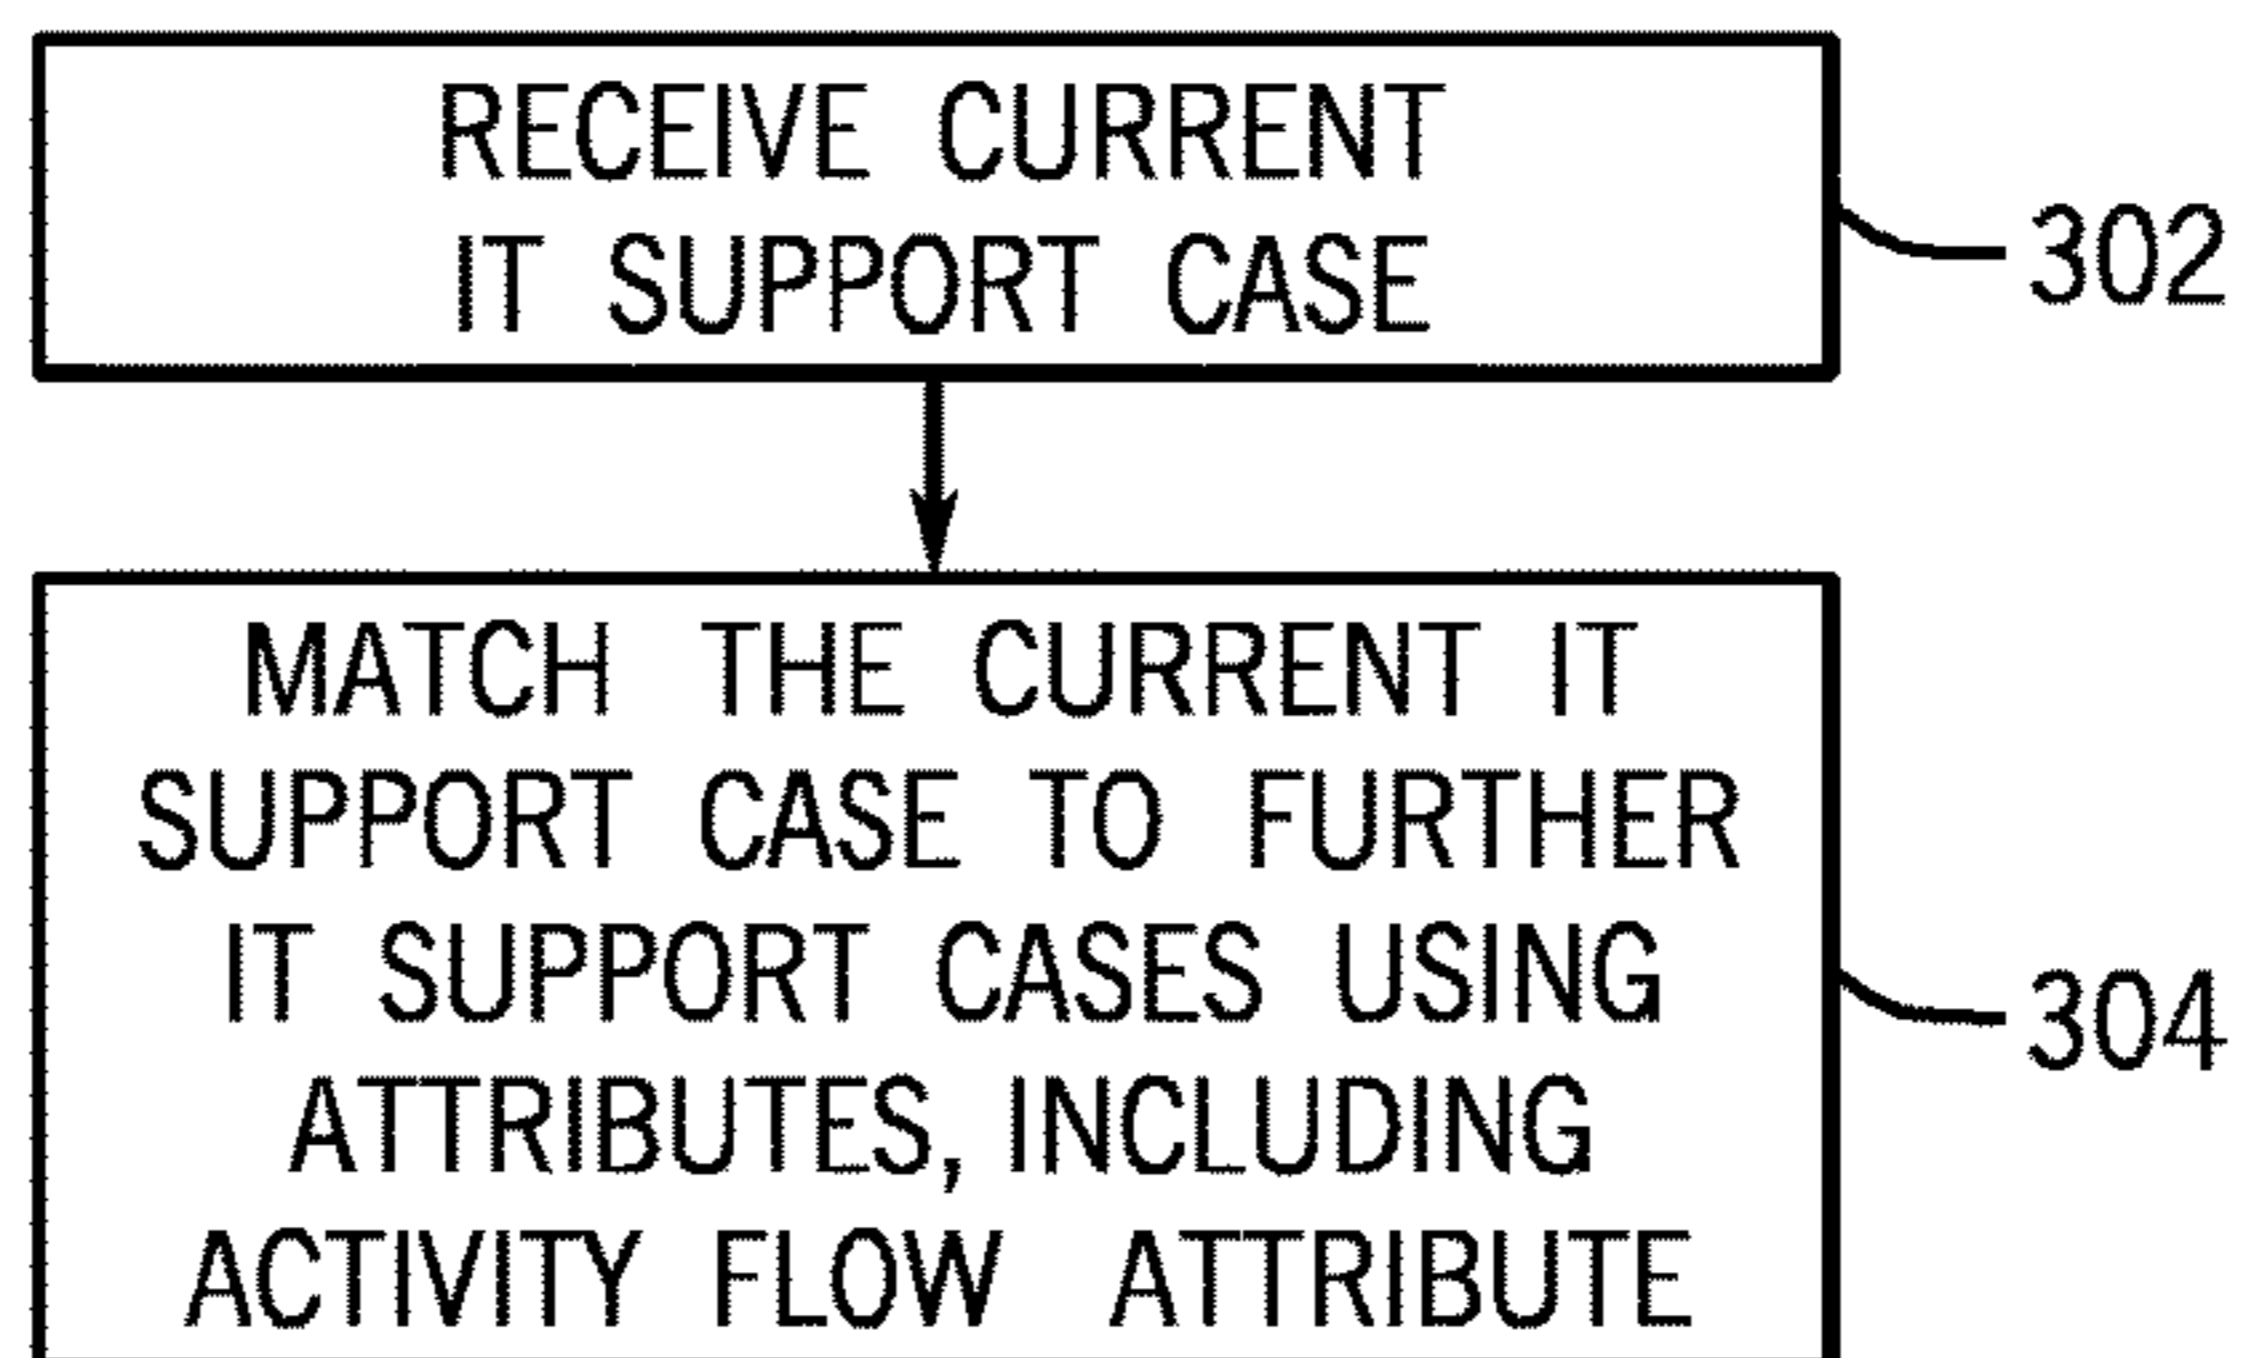 RECEIVE CURRENT
IT SUPPORT CASE
302
MATCH THE CURRENT IT
SUPPORT CASE TO FURTHER
IT SUPPORT CASES USING
ATTRIBUTES, INCLUDING
ACTIVITY FLOW ATTRIBUTE
304